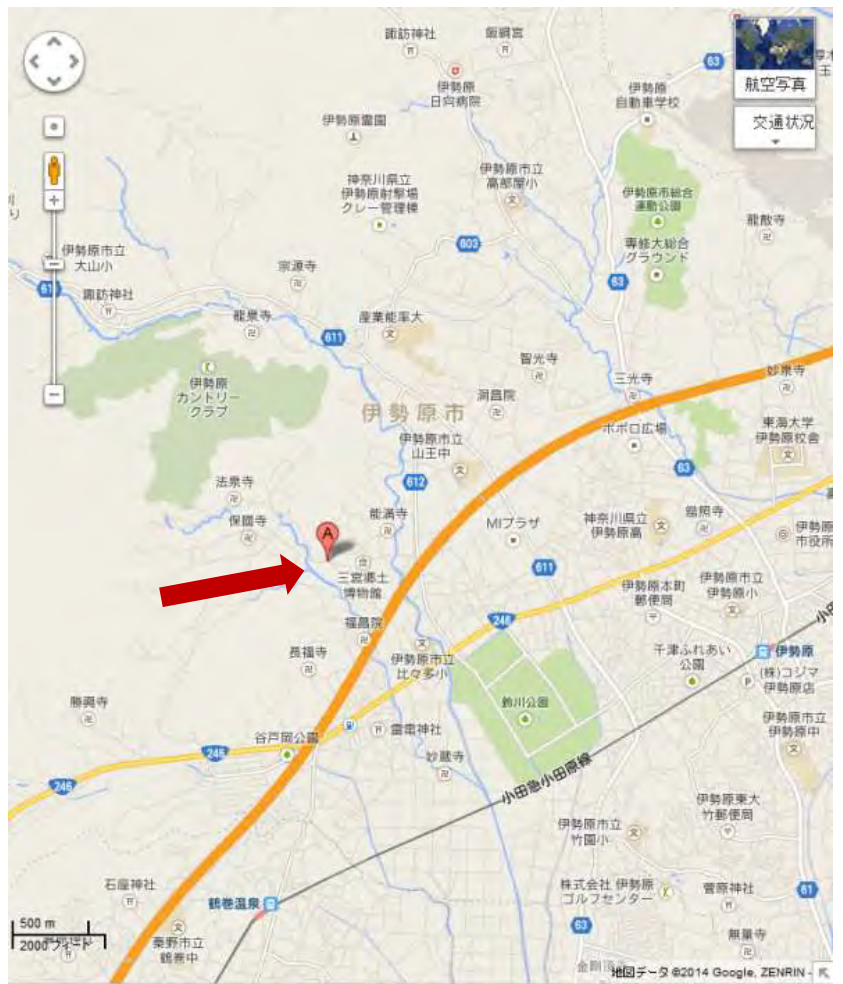 諏訪神社
飯綱宮
63
伊勢原
日向病院
伊勢原
自動車学校
航空写真
交通状況
伊勢原霊園
神奈川県立
伊勢原射撃場
クレー管理棟
伊勢原市立
高部屋小
伊勢原市総合
運動公園
龍散寺
603
専修大総合
グラウンド
63
伊勢原市立
大山小
宗源寺
61
諏訪神社
龍泉寺
産業能率大
611
智光寺
三光寺
妙泉寺
伊勢原
カントリー
クラブ
洞昌院
伊勢原市
ポポロ広場
東海大学
伊勢原校舎
伊勢原市立
山王中
63
法泉寺
612
保國寺
能満寺
MIプラザ
神奈川県立
伊勢原高
伊勢原
市役所
A
三宮郷土
博物館
611
伊勢原本町
郵便局
伊勢原市立
伊勢原小
福昌院
246
長福寺
伊勢原市立
比々多小
千津ふれあい
公園
伊勢原
(株)コジマ
伊勢原店
勝興寺
鈴川公園
伊勢原市立
伊勢原中
谷戸岡公園
雷電神社
246
妙蔵寺
246
小田急小田原線
伊勢原東大
竹郵便局
伊勢原市立
竹園小
石座神社
鶴巻温泉
株式会社 伊勢原
ゴルフセンター
菅原神社
61
500 m
2000 フィート
秦野市立
鶴巻中
63
無量寺
地図データ ©2014 Google, ZENRIN -